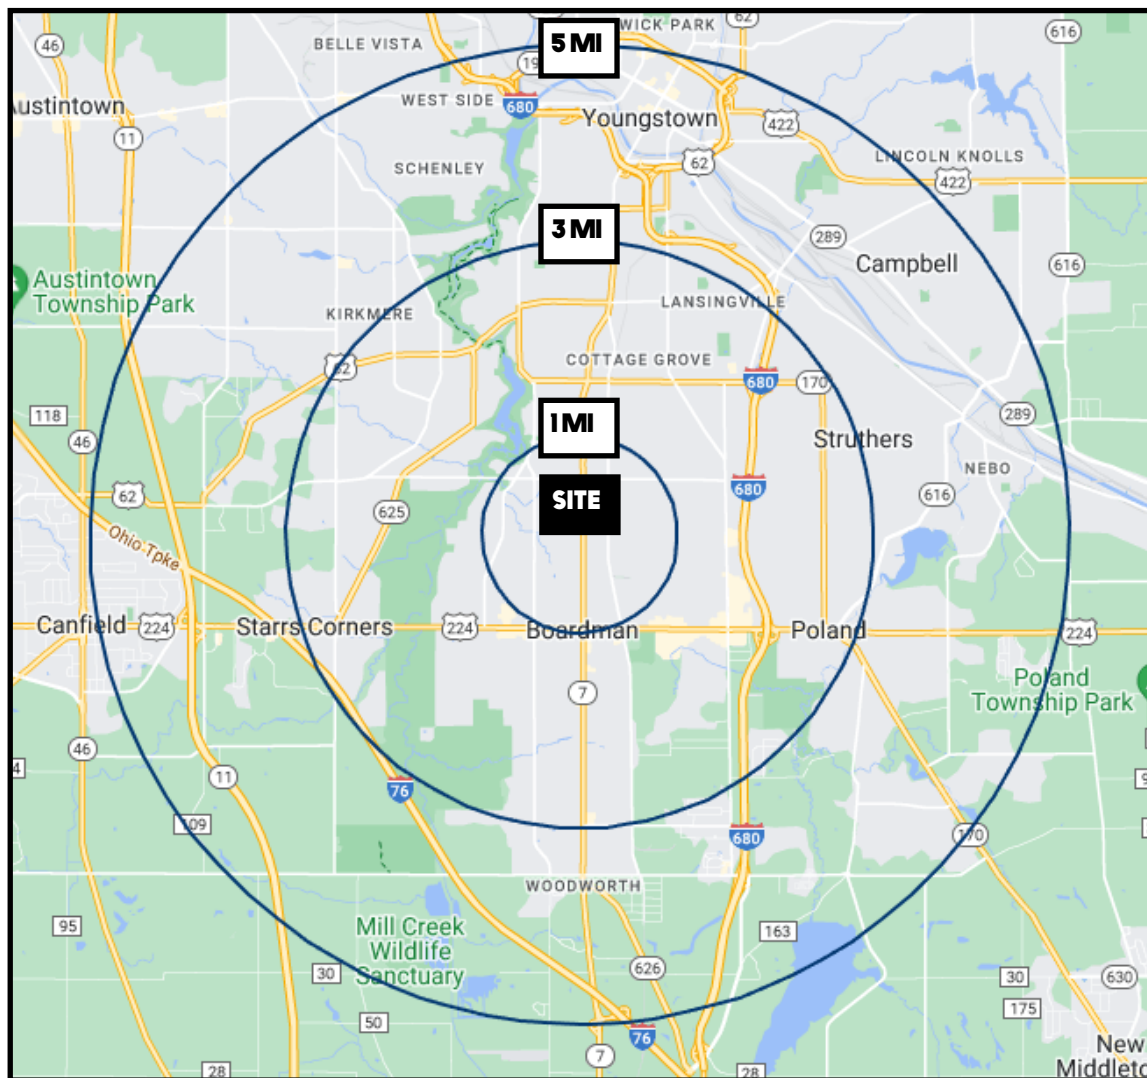 46
BELLE VISTA
5 MI
WICK PARK
62
616
19
Austintown
11
WEST SIDE
680
Youngstown
422
62
LINCOLN KNOLLS
422
SCHENLEY
3 MI
289
Campbell
616
Austintown
Township Park
KIRKMERE
LANSINGVILLE
62
COTTAGE GROVE
680
170
118
46
1 MI
Struthers
289
NEBO
62
680
616
SITE
625
Ohio Tpke
Canfield
224
Starrs Corners
224
Boardman
Poland
224
7
Poland
Township Park
46
11
76
109
680
170
WOODWORTH
95
Mill Creek
Wildlife
Sanctuary
163
30
626
30
630
175
50
76
7
New
Middleto
28
28